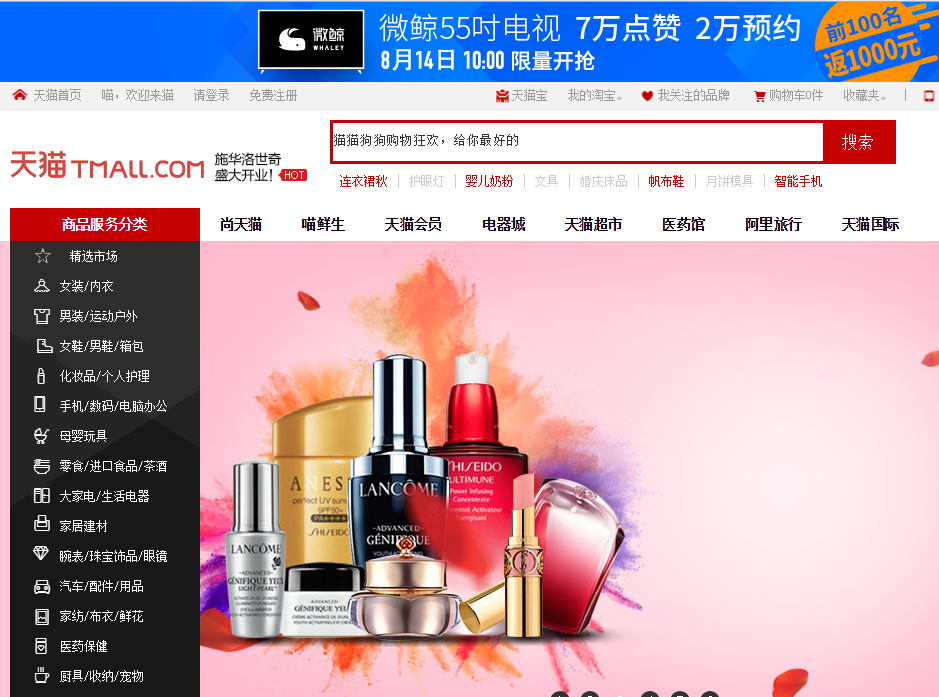 微鲸 微鲸55吋电视 7万点赞 2万预约 前100名
WHALEY 8月14日 10:00 限量开抢 返1000元
天猫首页 喵，欢迎来猫 请登录 免费注册 天猫宝 我的淘宝 我关注的品牌 购物车0件 收藏夹
猫猫狗狗购物狂欢，给你最好的 搜索
天猫 TMALL.COM 施华洛世奇
盛大开业! HOT
连衣裙秋 护眼灯 婴儿奶粉 文具 婚庆床品 帆布鞋 月饼模具 智能手机
商品服务分类 尚天猫 喵鲜生 天猫会员 电器城 天猫超市 医药馆 阿里旅行 天猫国际
精选市场
女装/内衣
男装/运动户外
女鞋/男鞋/箱包
化妆品/个人护理
手机/数码/电脑办公
母婴玩具
零食/进口食品/茶酒
大家电/生活电器
家居建材
腕表/珠宝饰品/眼镜
汽车/配件/用品
家纺/布衣/鲜花
医药保健
厨具/收纳/宠物
LANCÔME
ADVANCED
GÉNIFIQUE YEUX
LIGHT-PEARL
ANES
perfect UV suns
SPF50+
PA++++
SHISEIDO
LANCÔME
ADVANCED
GÉNIFIQUE
SHISEIDO
ULTIMUNE
Power Infusing
Concentrate
Energisant
GÉNIFIQUE YEU